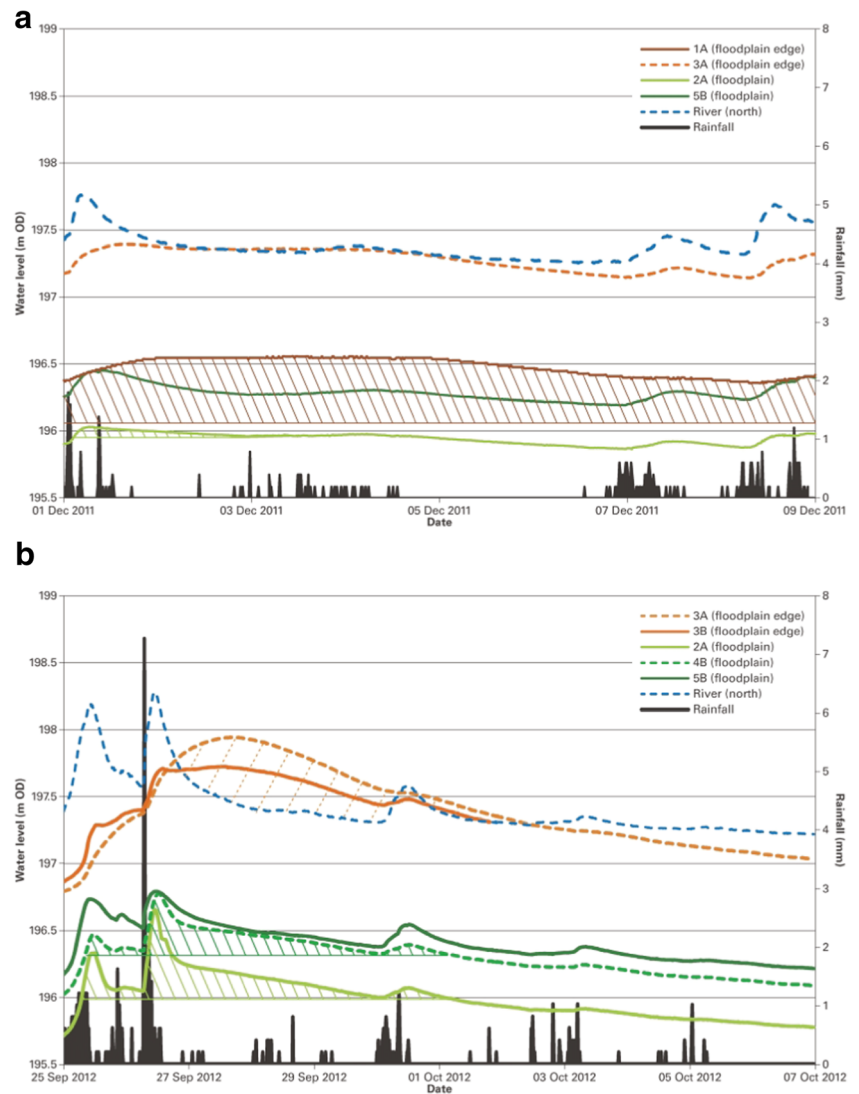 a
199
8
1A (floodplain edge)
3A (floodplain edge)
2A (floodplain)
5B (floodplain)
River (north)
Rainfall
198.5
7
198
6
197.5
5
197
4
196.5
3
196
2
195.5
1
0
Water level (m OD)
Rainfall (mm)
01 Dec 2011 03 Dec 2011 05 Dec 2011 07 Dec 2011 09 Dec 2011
Date
b
199
8
3A (floodplain edge)
3B (floodplain edge)
2A (floodplain)
4B (floodplain)
5B (floodplain)
River (north)
Rainfall
198.5
7
198
6
197.5
5
197
4
196.5
3
196
2
195.5
1
0
Water level (m OD)
Rainfall (mm)
25 Sep 2012 27 Sep 2012 29 Sep 2012 01 Oct 2012 03 Oct 2012 05 Oct 2012 07 Oct 2012
Date